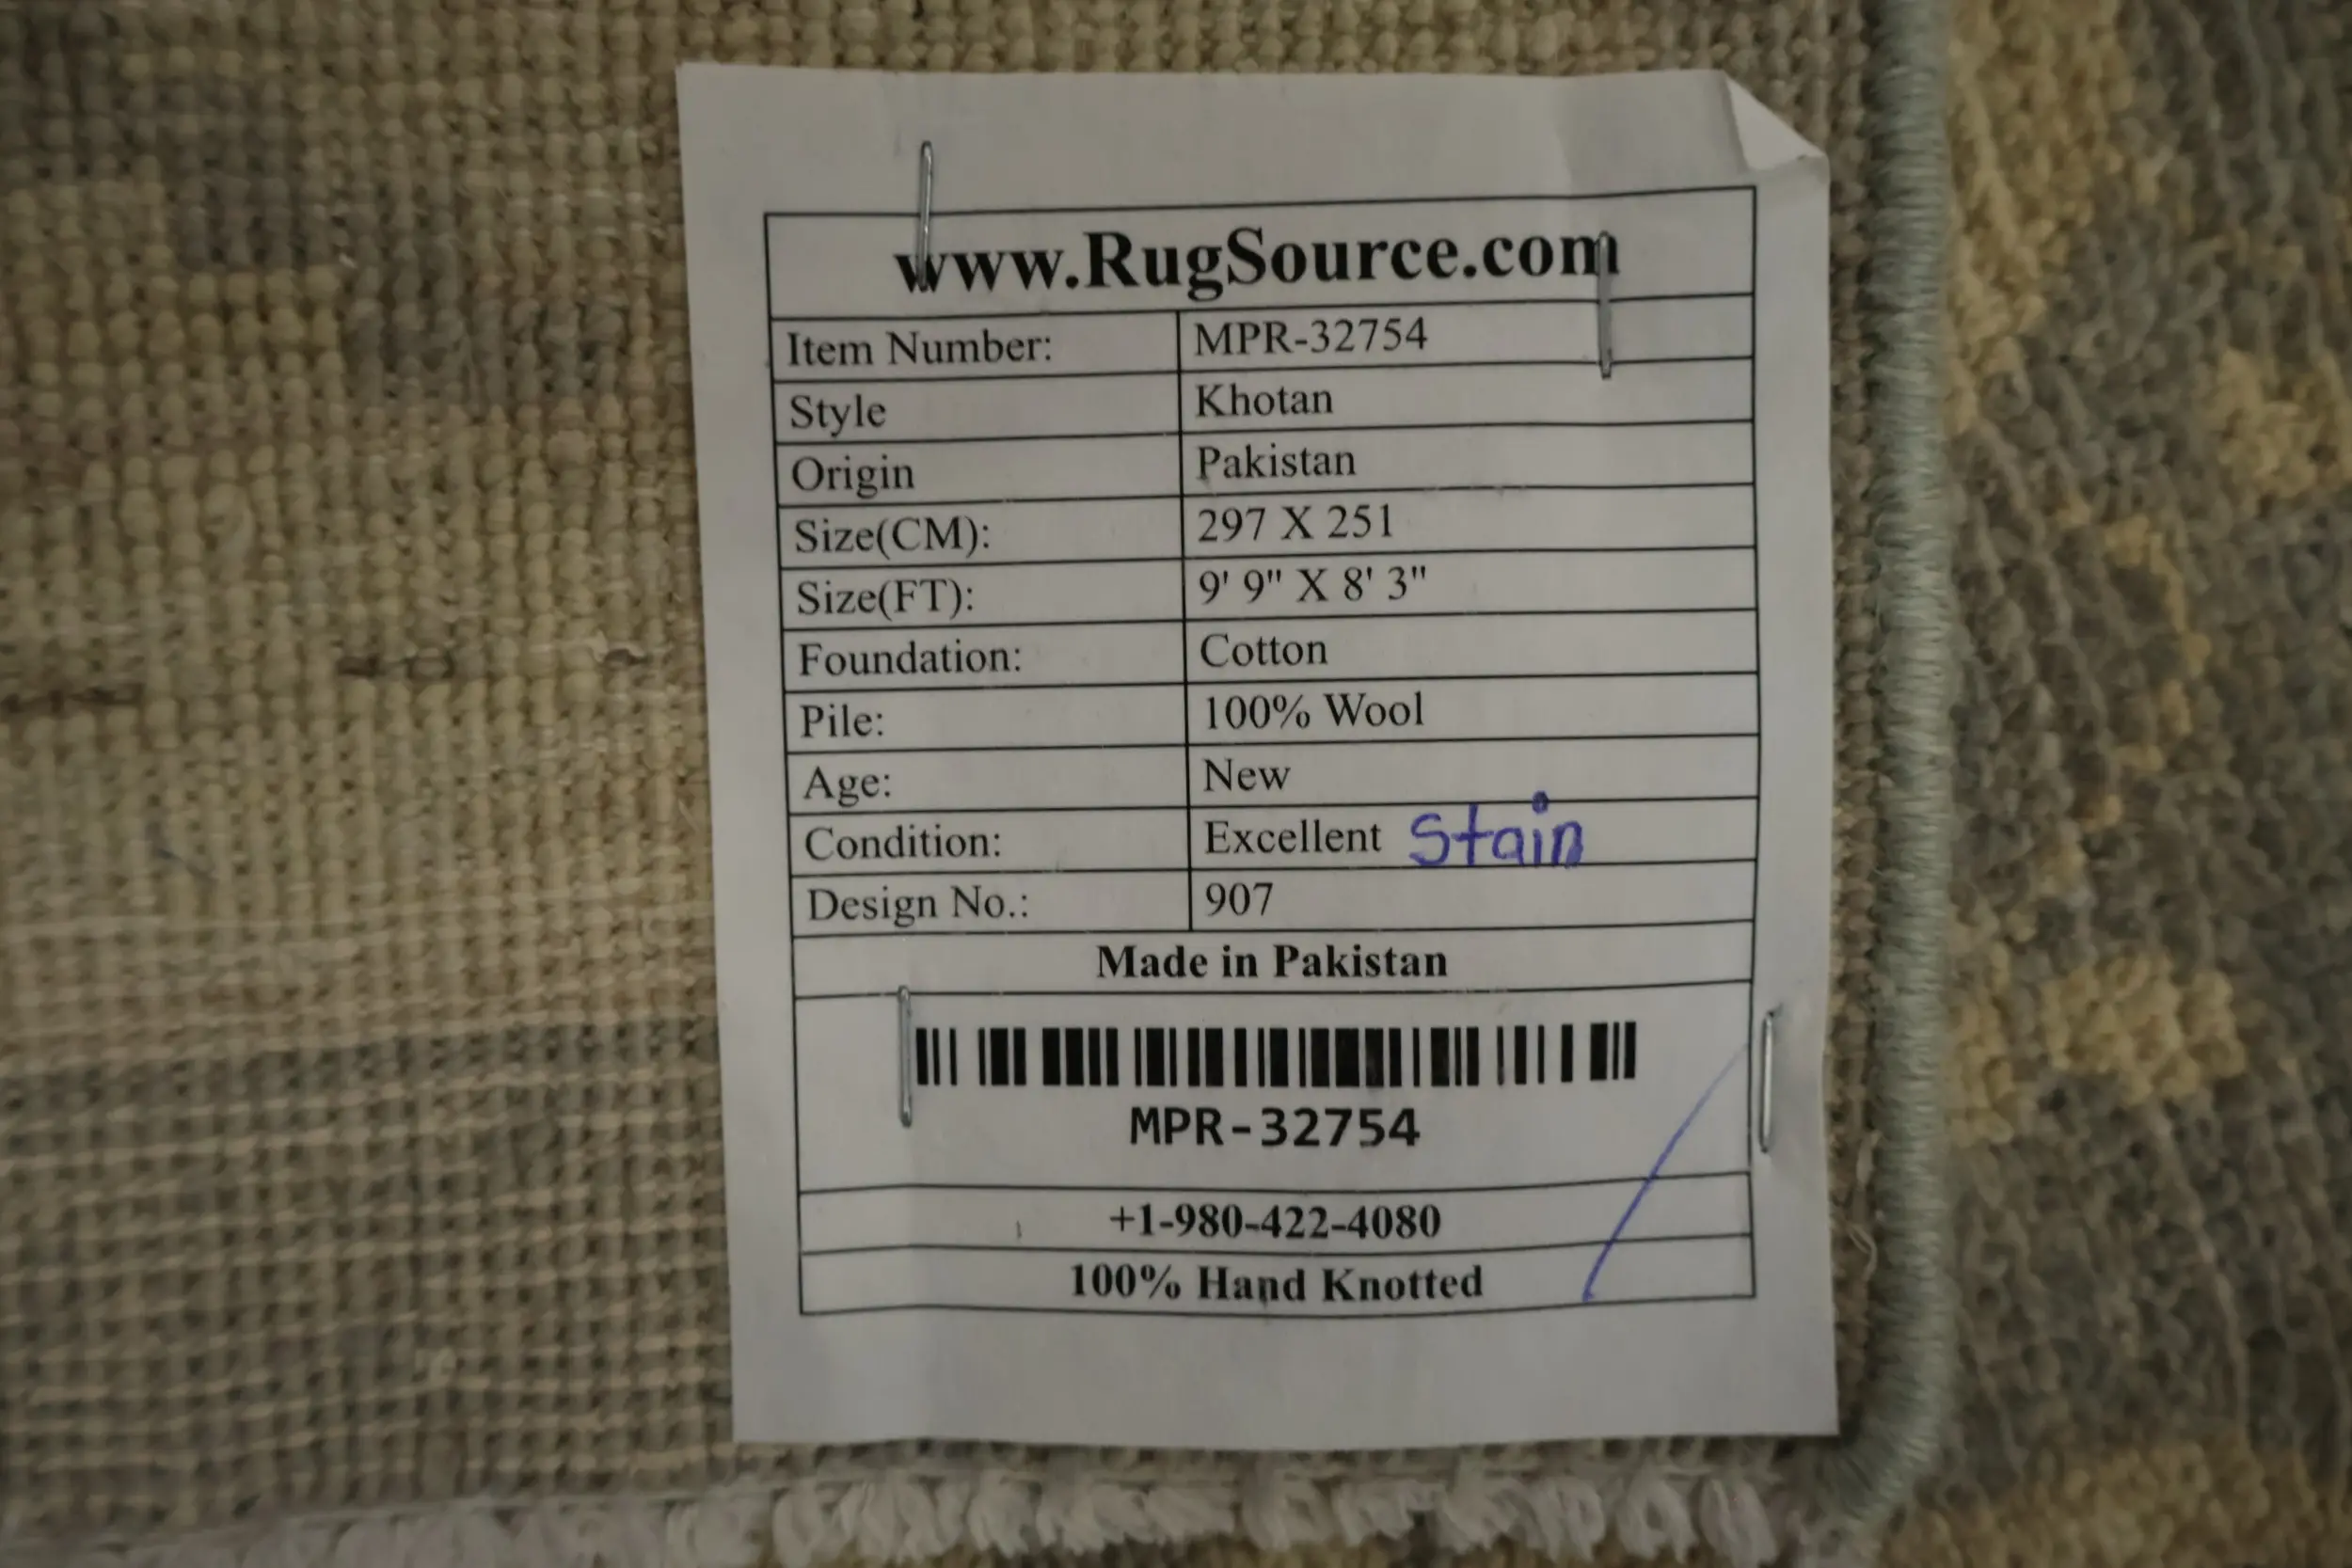 www.RugSource.com
Item Number: MPR-32754
Style Khotan
Origin Pakistan
Size(CM): 297 X 251
Size(FT): 9' 9" X 8' 3"
Foundation: Cotton
Pile: 100% Wool
Age: New
Condition: Excellent Stain
Design No.: 907
Made in Pakistan
MPR-32754
+1-980-422-4080
100% Hand Knotted